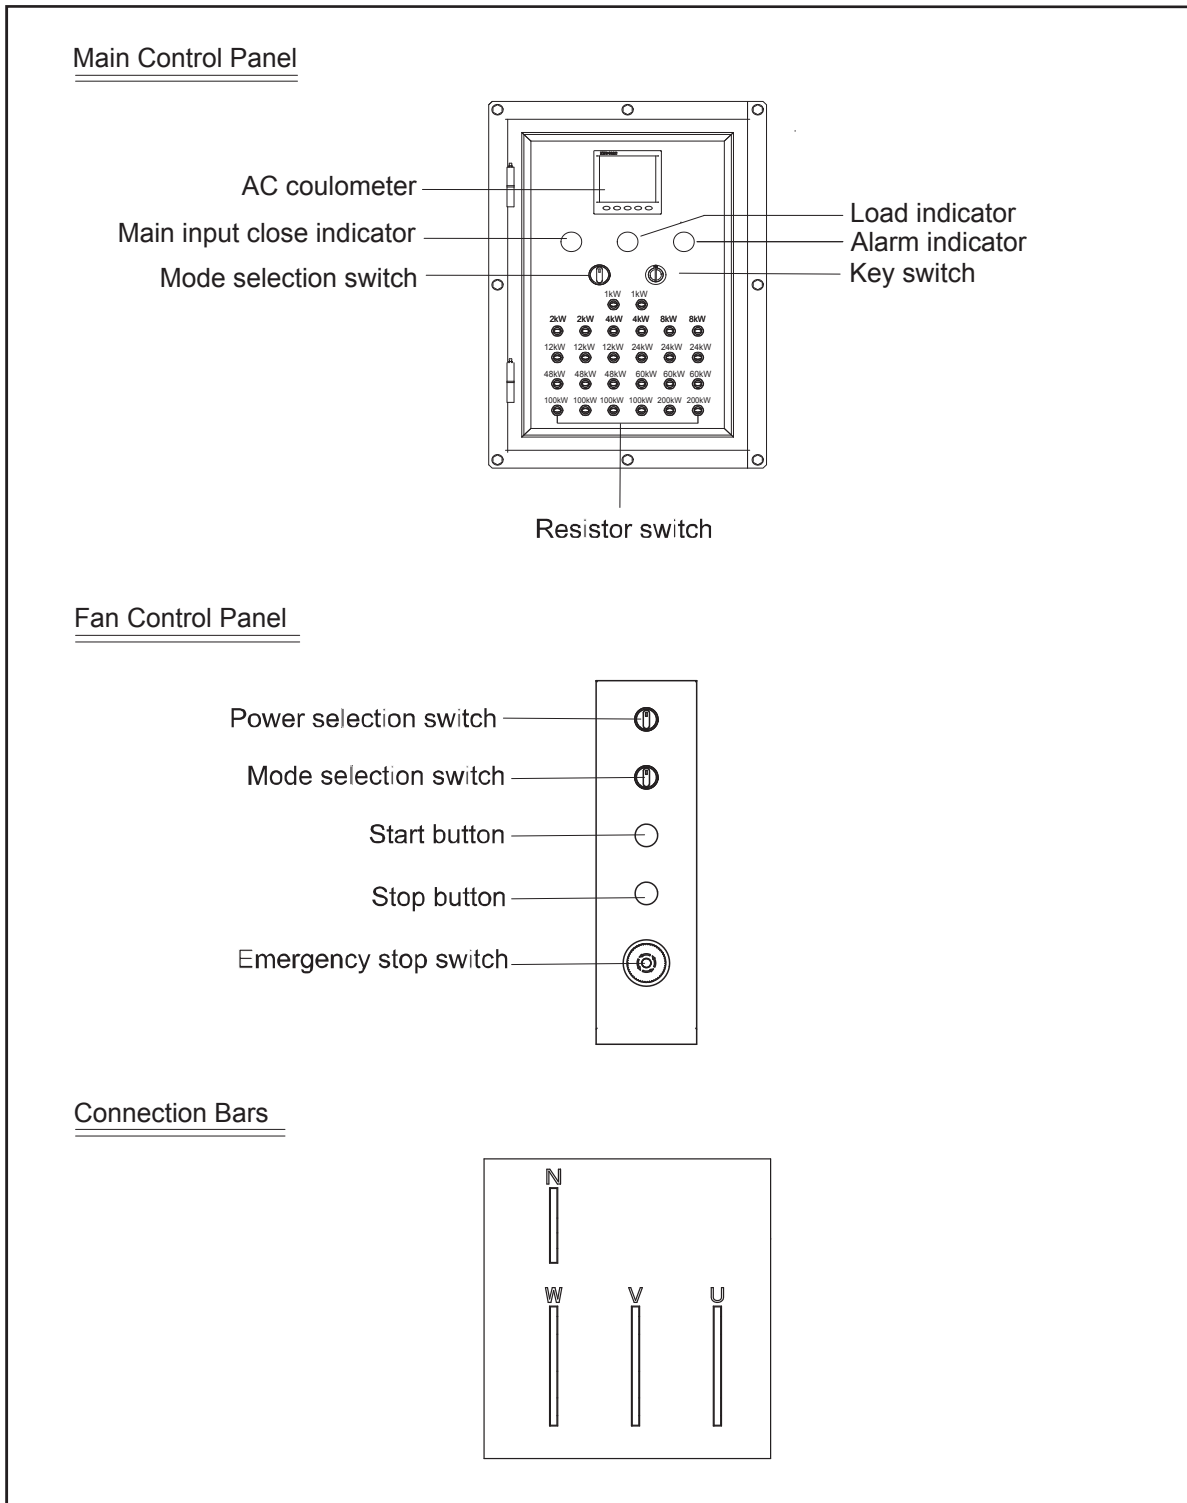 Main Control Panel
AC coulometer
Main input close indicator
Mode selection switch
Load indicator
Alarm indicator
Key switch
1kW 1kW
2kW 2kW 4kW 4kW 8kW 8kW
12kW 12kW 12kW 24kW 24kW 24kW
48kW 48kW 48kW 60kW 60kW 60kW
100kW 100kW 100kW 100kW 200kW 200kW
Resistor switch
Fan Control Panel
Power selection switch
Mode selection switch
Start button
Stop button
Emergency stop switch
Connection Bars
N
W V U